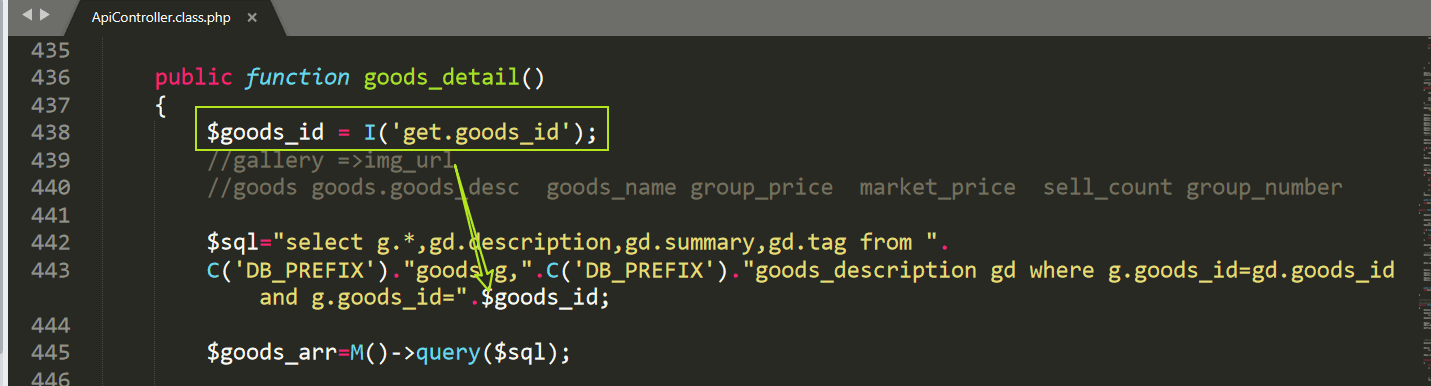 ApiController.class.php ×
435
436 public function goods_detail()
437 {
438 $goods_id = I('get.goods_id');
439 //gallery =>img_url
440 //goods goods.goods_desc goods_name group_price market_price sell_count group_number
441
442 $sql="select g.*,gd.description,gd.summary,gd.tag from ".
443 C('DB_PREFIX')."goods g,".C('DB_PREFIX')."goods_description gd where g.goods_id=gd.goods_id
and g.goods_id=".$goods_id;
444
445 $goods_arr=M()->query($sql);
446